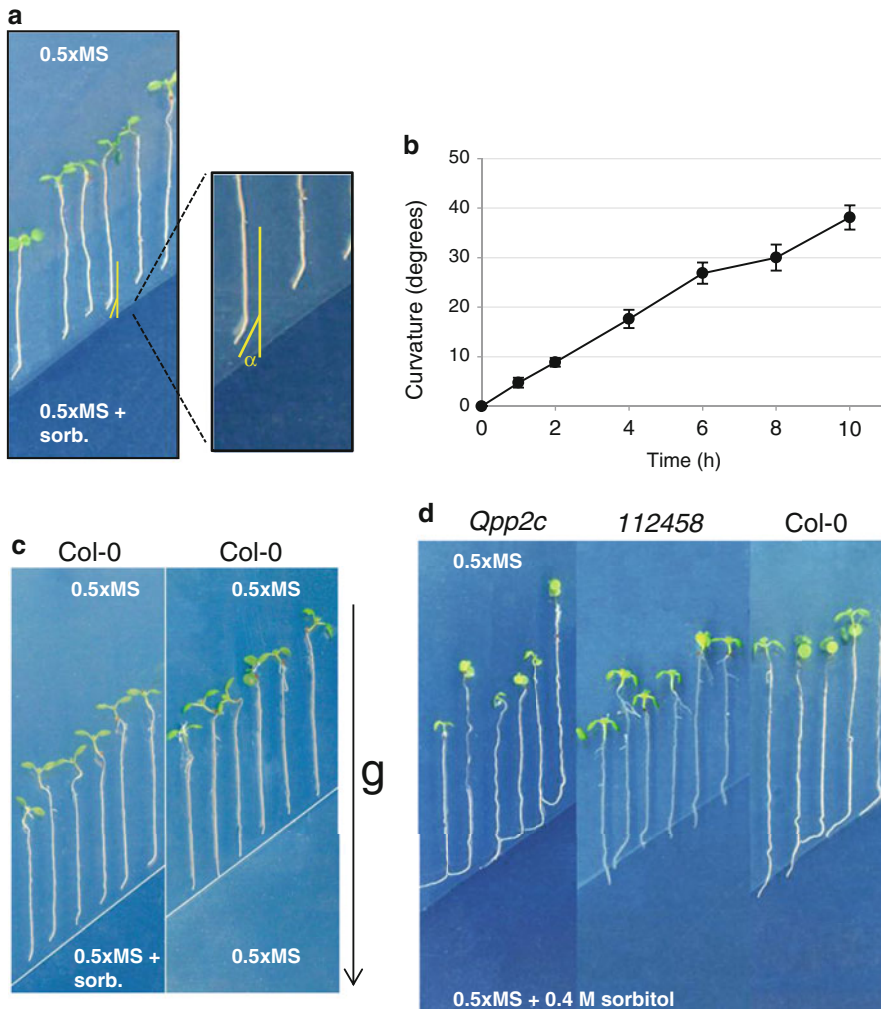 a
0.5xMS
α
0.5xMS +
sorb.
b
Curvature (degrees)
50
40
30
20
10
0
0
2
4
6
8
10
Time (h)
c
Col-0
Col-0
0.5xMS
0.5xMS
g
0.5xMS +
sorb.
0.5xMS
d
Qpp2c
112458
Col-0
0.5xMS
0.5xMS + 0.4 M sorbitol